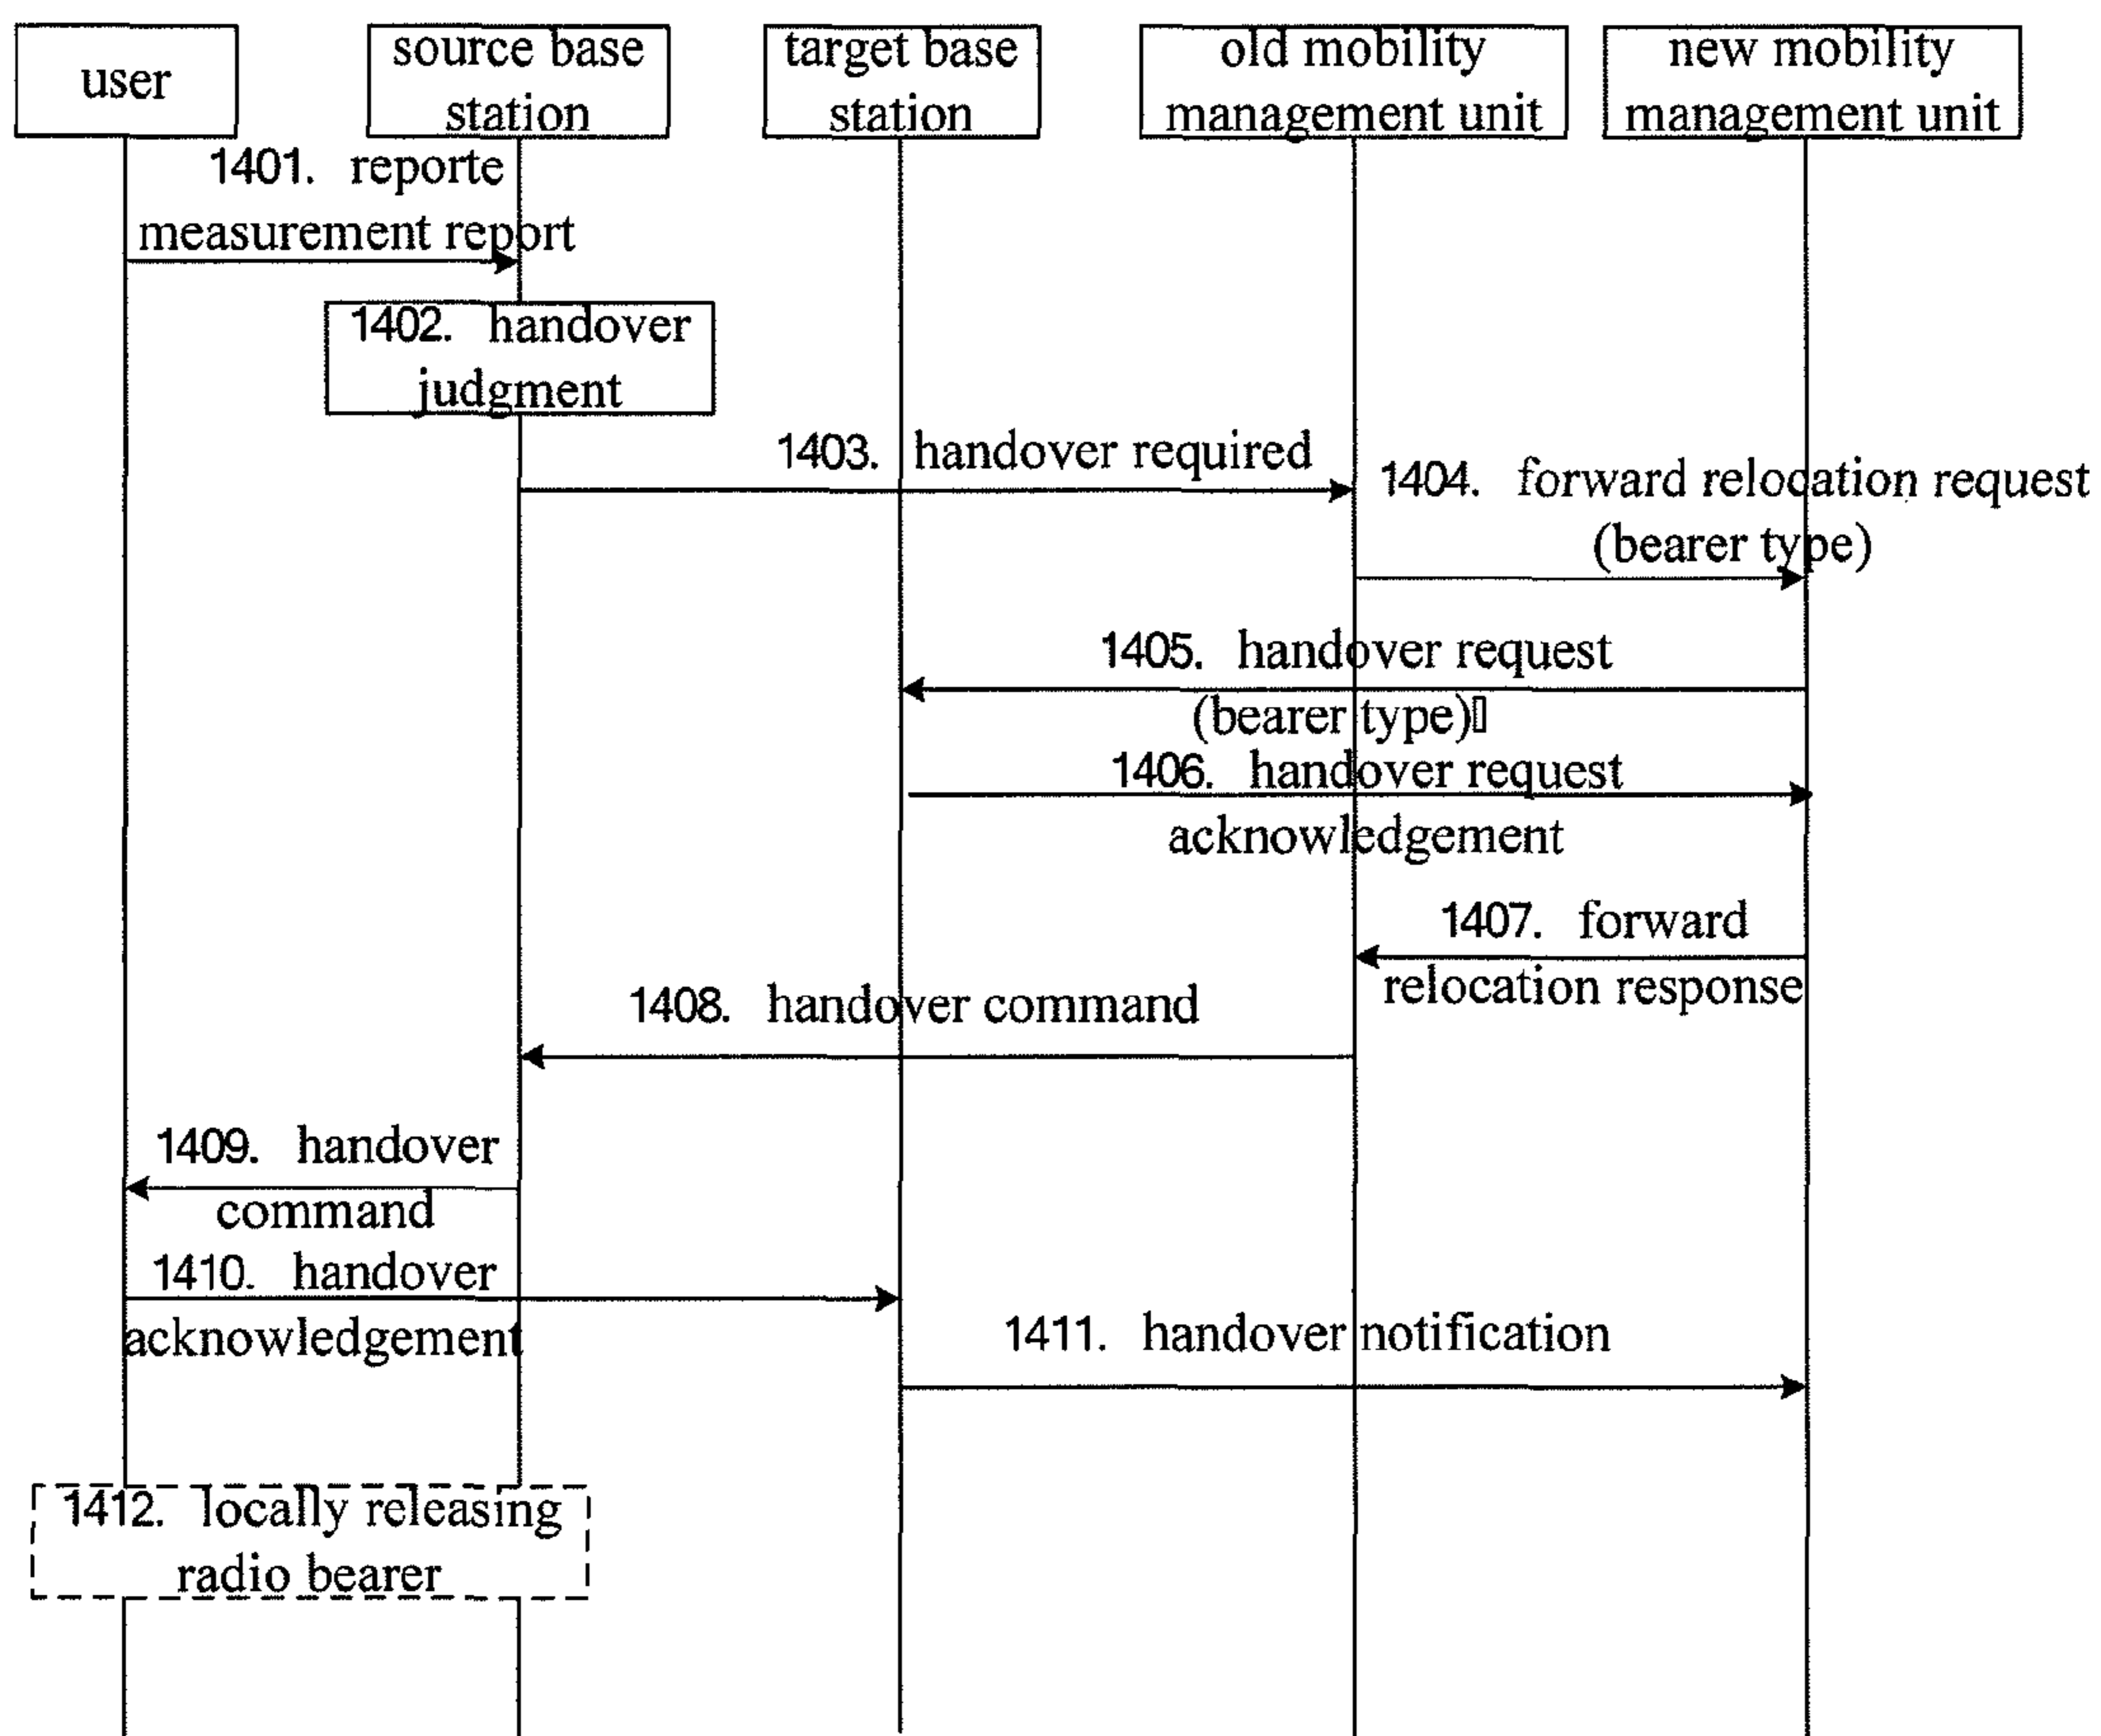 user
source base
station
target base
station
old mobility
management unit
new mobility
management unit
1401. reporte
measurement report
1402. handover
judgment
1403. handover required
1404. forward relocation request
(bearer type)
1405. handover request
(bearer type)
1406. handover request
acknowledgement
1407. forward
relocation response
1408. handover command
1409. handover
command
1410. handover
acknowledgement
1411. handover notification
1412. locally releasing
radio bearer